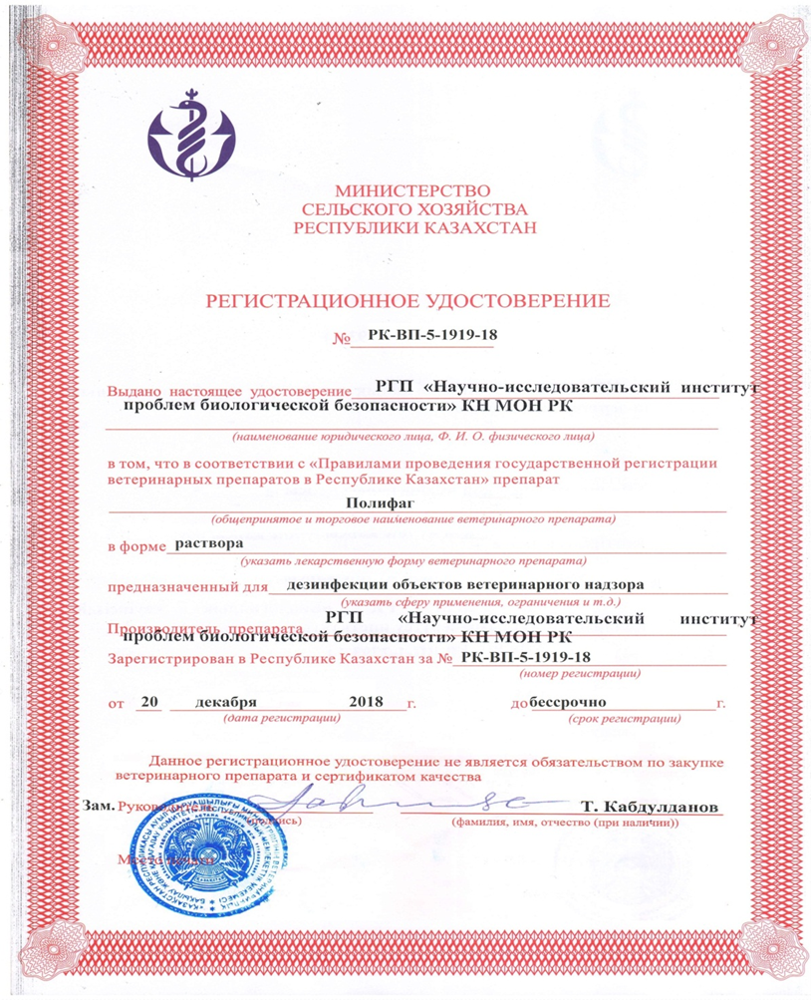 МИНИСТЕРСТВО
СЕЛЬСКОГО ХОЗЯЙСТВА
РЕСПУБЛИКИ КАЗАХСТАН
РЕГИСТРАЦИОННОЕ УДОСТОВЕРЕНИЕ
№ РК-ВП-5-1919-18
Выдано настоящее удостоверение РГП «Научно-исследовательский институт
проблем биологической безопасности» КН МОН РК
(наименование юридического лица, Ф. И. О. физического лица)
в том, что в соответствии с «Правилами проведения государственной регистрации
ветеринарных препаратов в Республике Казахстан» препарат
Полифаг
(общепринятое и торговое наименование ветеринарного препарата)
в форме раствора
(указать лекарственную форму ветеринарного препарата)
предназначенный для дезинфекции объектов ветеринарного надзора
(указать сферу применения, ограничения и т.д.)
Производитель препарата РГП «Научно-исследовательский институт
проблем биологической безопасности» КН МОН РК
Зарегистрирован в Республике Казахстан за № РК-ВП-5-1919-18
(номер регистрации)
от 20 декабря 2018 г. до бессрочно г.
(дата регистрации) (срок регистрации)
Данное регистрационное удостоверение не является обязательством по закупке
ветеринарного препарата и сертификатом качества
Зам. Руководитель Т. Кабдулданов
(подпись) (фамилия, имя, отчество (при наличии))
Место